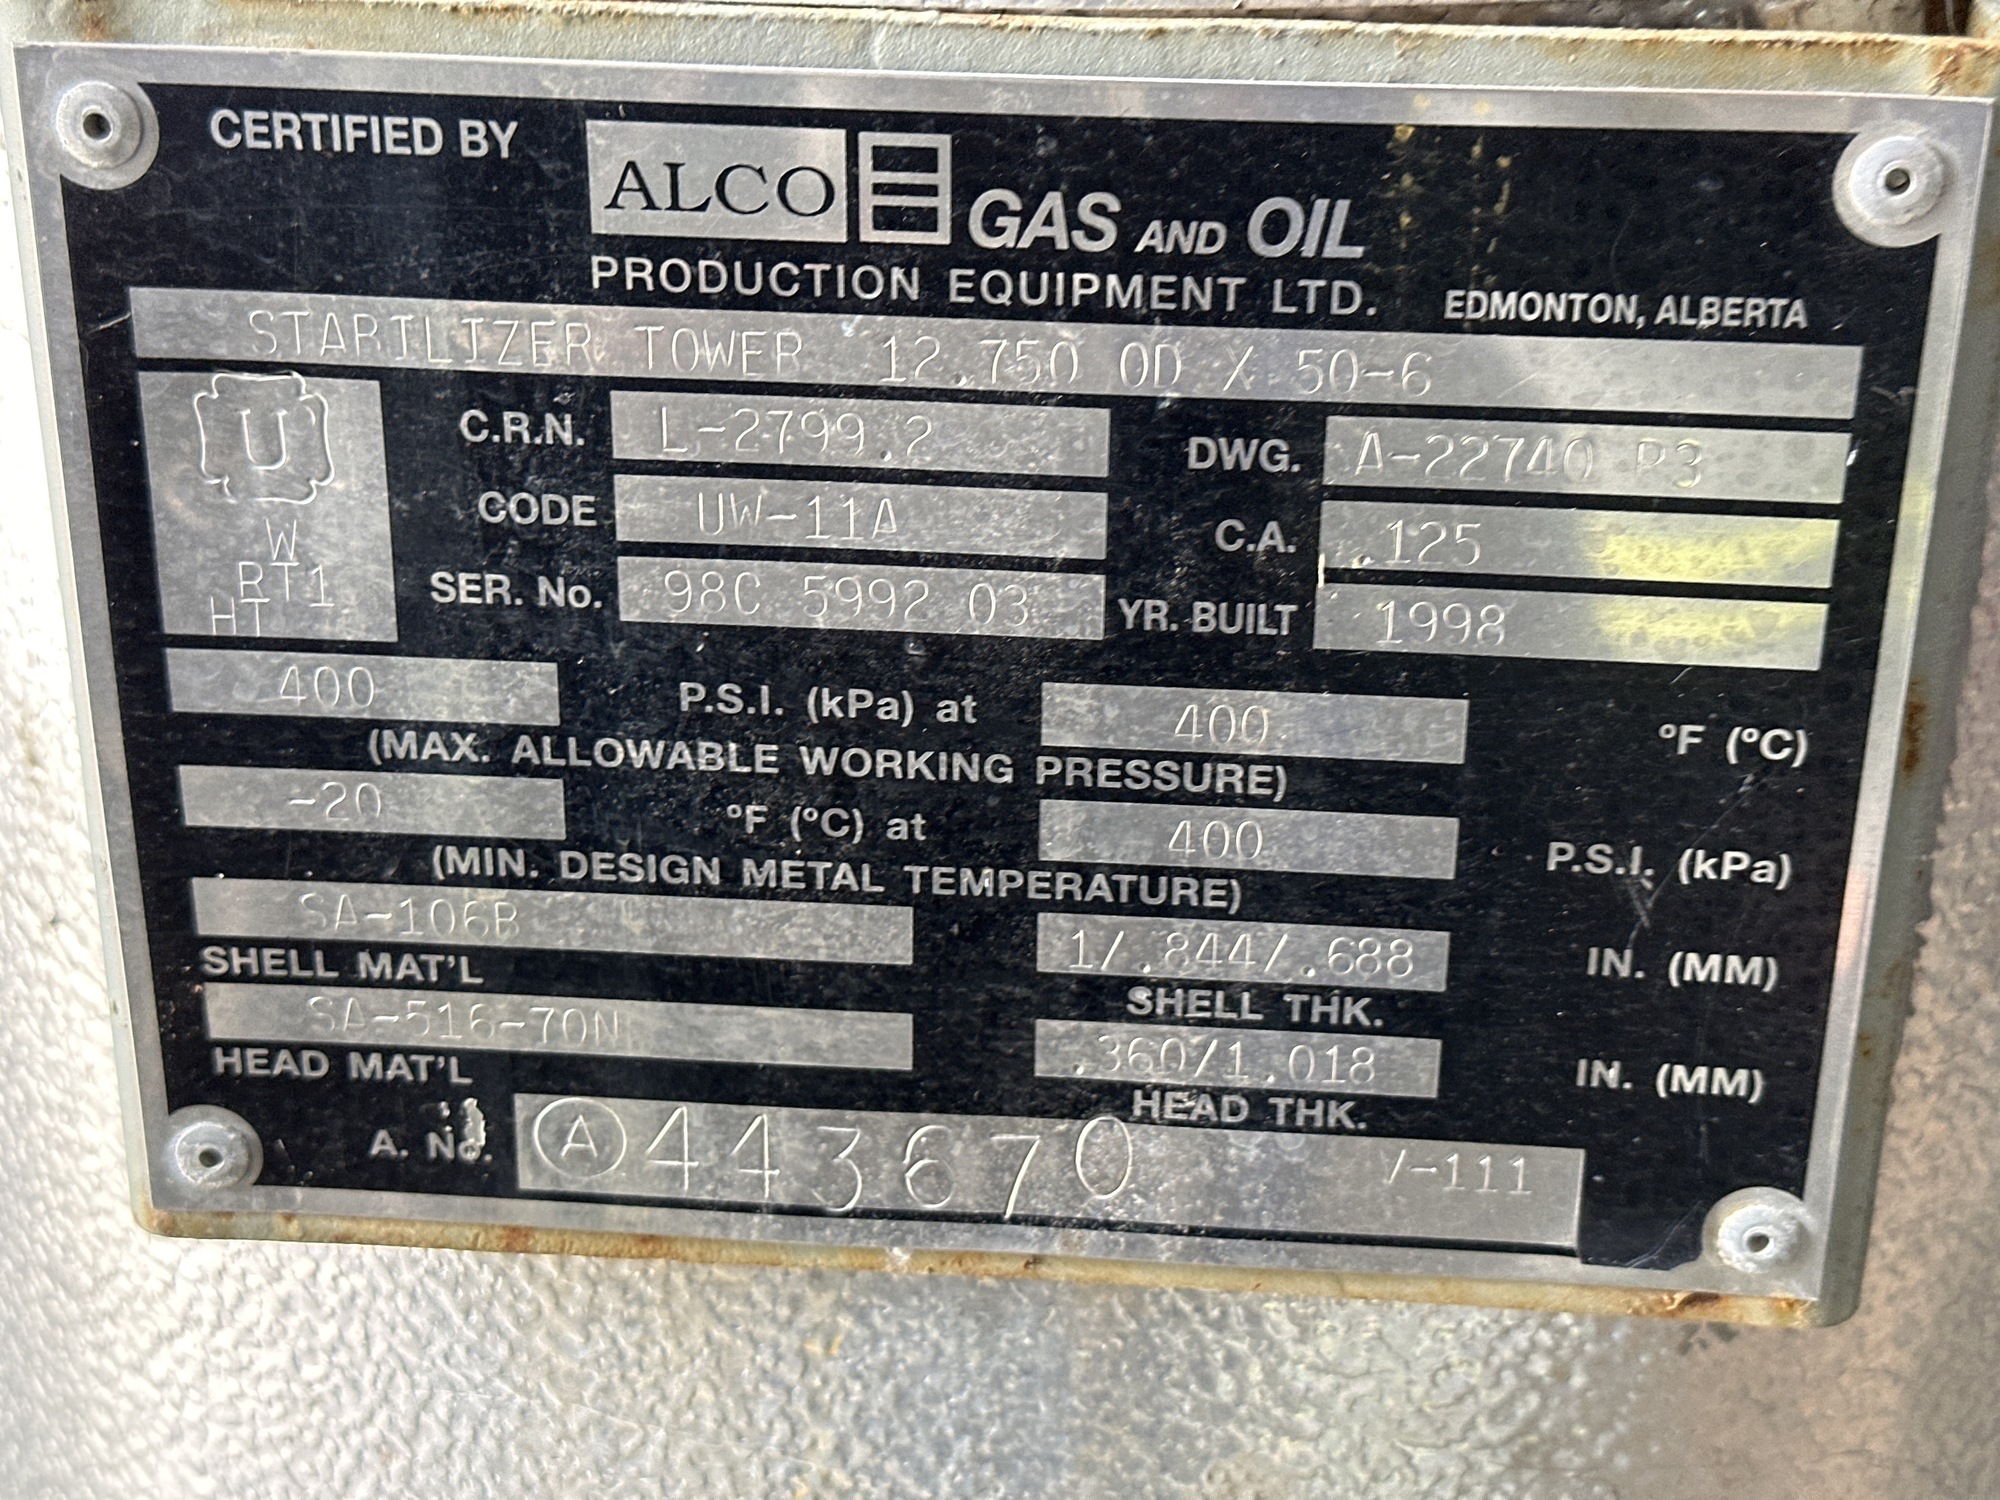 CERTIFIED BY ALCO GAS AND OIL
PRODUCTION EQUIPMENT LTD. EDMONTON, ALBERTA
STABILIZER TOWER 12.750 OD X 50-6
U
W
RT1
HT
C.R.N. L-2799.2 DWG. A-22740 R3
CODE UW-11A C.A. .125
SER. No. 98C 5992 03 YR. BUILT 1998
400 P.S.I. (kPa) at 400 °F (°C)
(MAX. ALLOWABLE WORKING PRESSURE)
-20 °F (°C) at 400 P.S.I. (kPa)
(MIN. DESIGN METAL TEMPERATURE)
SA-106B 1/.844/.688 IN. (MM)
SHELL MAT'L SHELL THK.
SA-516-70N .360/1.018 IN. (MM)
HEAD MAT'L HEAD THK.
A. No. A 443670 V-111